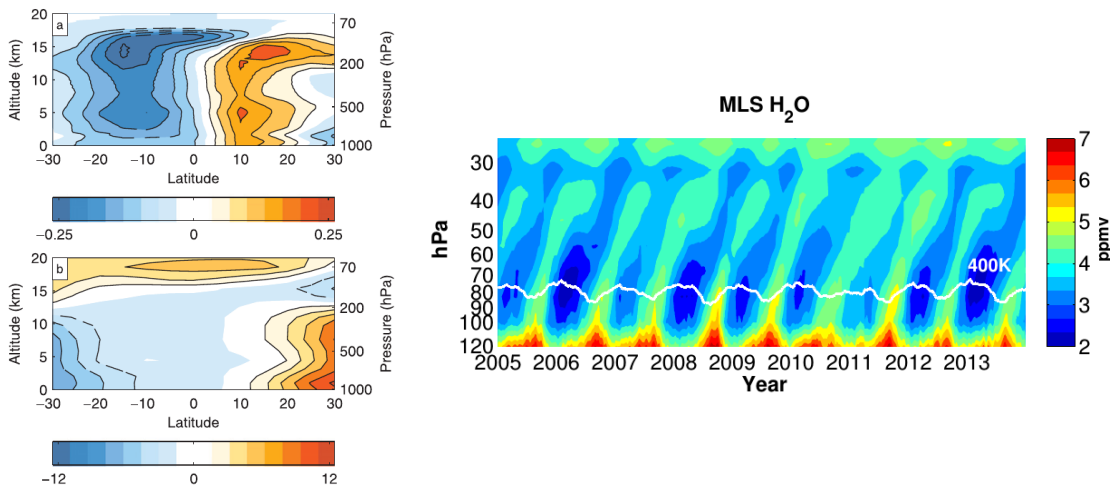 a
20
15
10
5
0
Altitude (km)
70
200
500
1000
Pressure (hPa)
−30 −20 −10 0 10 20 30
Latitude
−0.25 0 0.25
b
20
15
10
5
0
Altitude (km)
70
200
500
1000
Pressure (hPa)
−30 −20 −10 0 10 20 30
Latitude
−12 0 12
MLS H2O
30
40
50
60
70
80
90
100
120
hPa
400K
2005 2006 2007 2008 2009 2010 2011 2012 2013
Year
7
6
5
4
3
2
ppmv